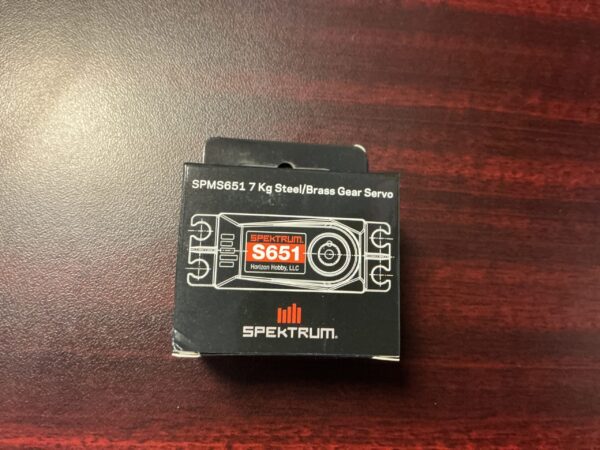 SPMS651 7 Kg Steel/Brass Gear Servo
SPEKTRUM
S651
Horizon Hobby, LLC
SPEKTRUM®